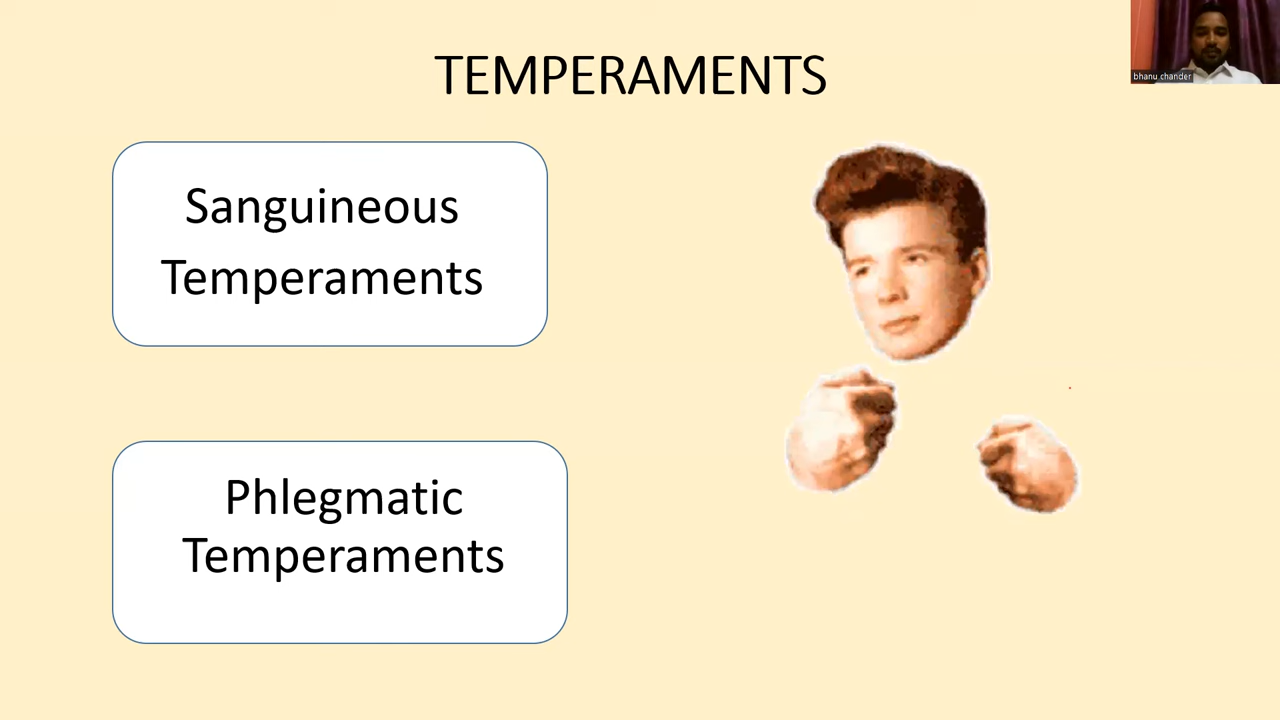 TEMPERAMENTS
bhanu chander
Sanguineous
Temperaments
Phlegmatic
Temperaments